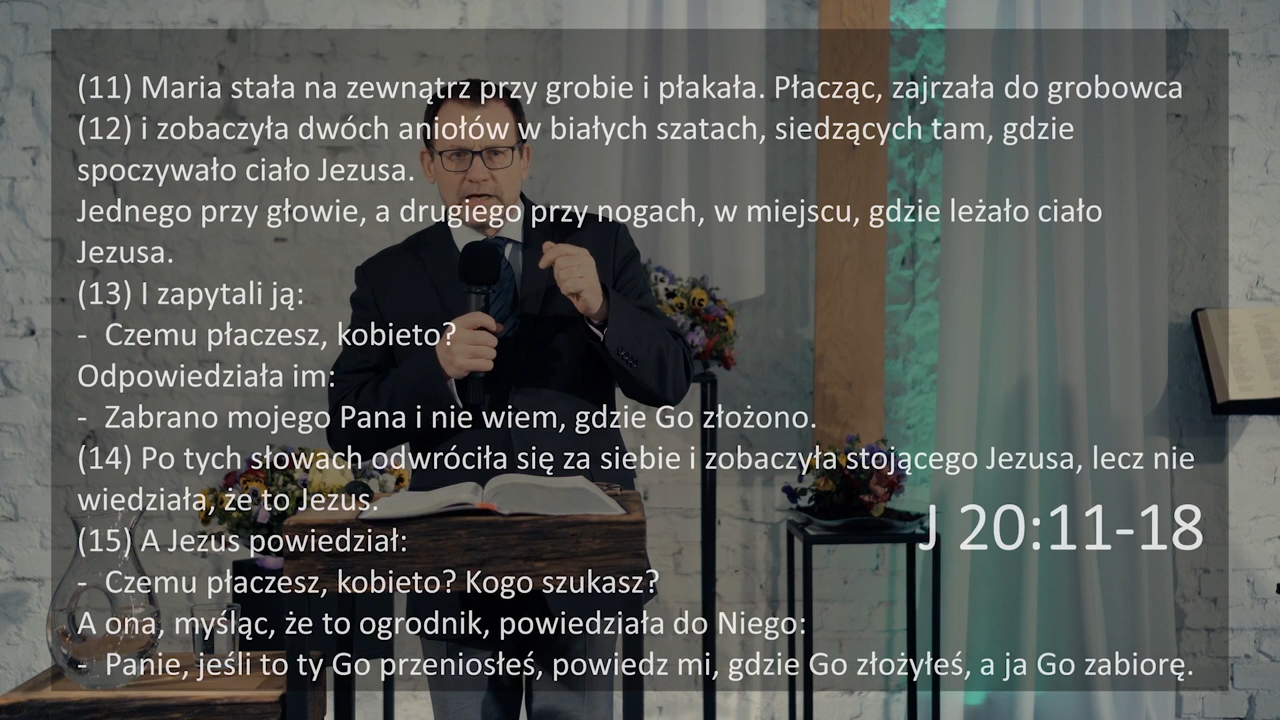 (11) Maria stała na zewnątrz przy grobie i płakała. Płacząc, zajrzała do grobowca
(12) i zobaczyła dwóch aniołów w białych szatach, siedzących tam, gdzie
spoczywało ciało Jezusa.
Jednego przy głowie, a drugiego przy nogach, w miejscu, gdzie leżało ciało
Jezusa.
(13) I zapytali ją:
- Czemu płaczesz, kobieto?
Odpowiedziała im:
- Zabrano mojego Pana i nie wiem, gdzie Go złożono.
(14) Po tych słowach odwróciła się za siebie i zobaczyła stojącego Jezusa, lecz nie
wiedziała, że to Jezus.
(15) A Jezus powiedział:
- Czemu płaczesz, kobieto? Kogo szukasz?
A ona, myśląc, że to ogrodnik, powiedziała do Niego:
- Panie, jeśli to ty Go przeniosłeś, powiedz mi, gdzie Go złożyłeś, a ja Go zabiorę.
J 20:11-18